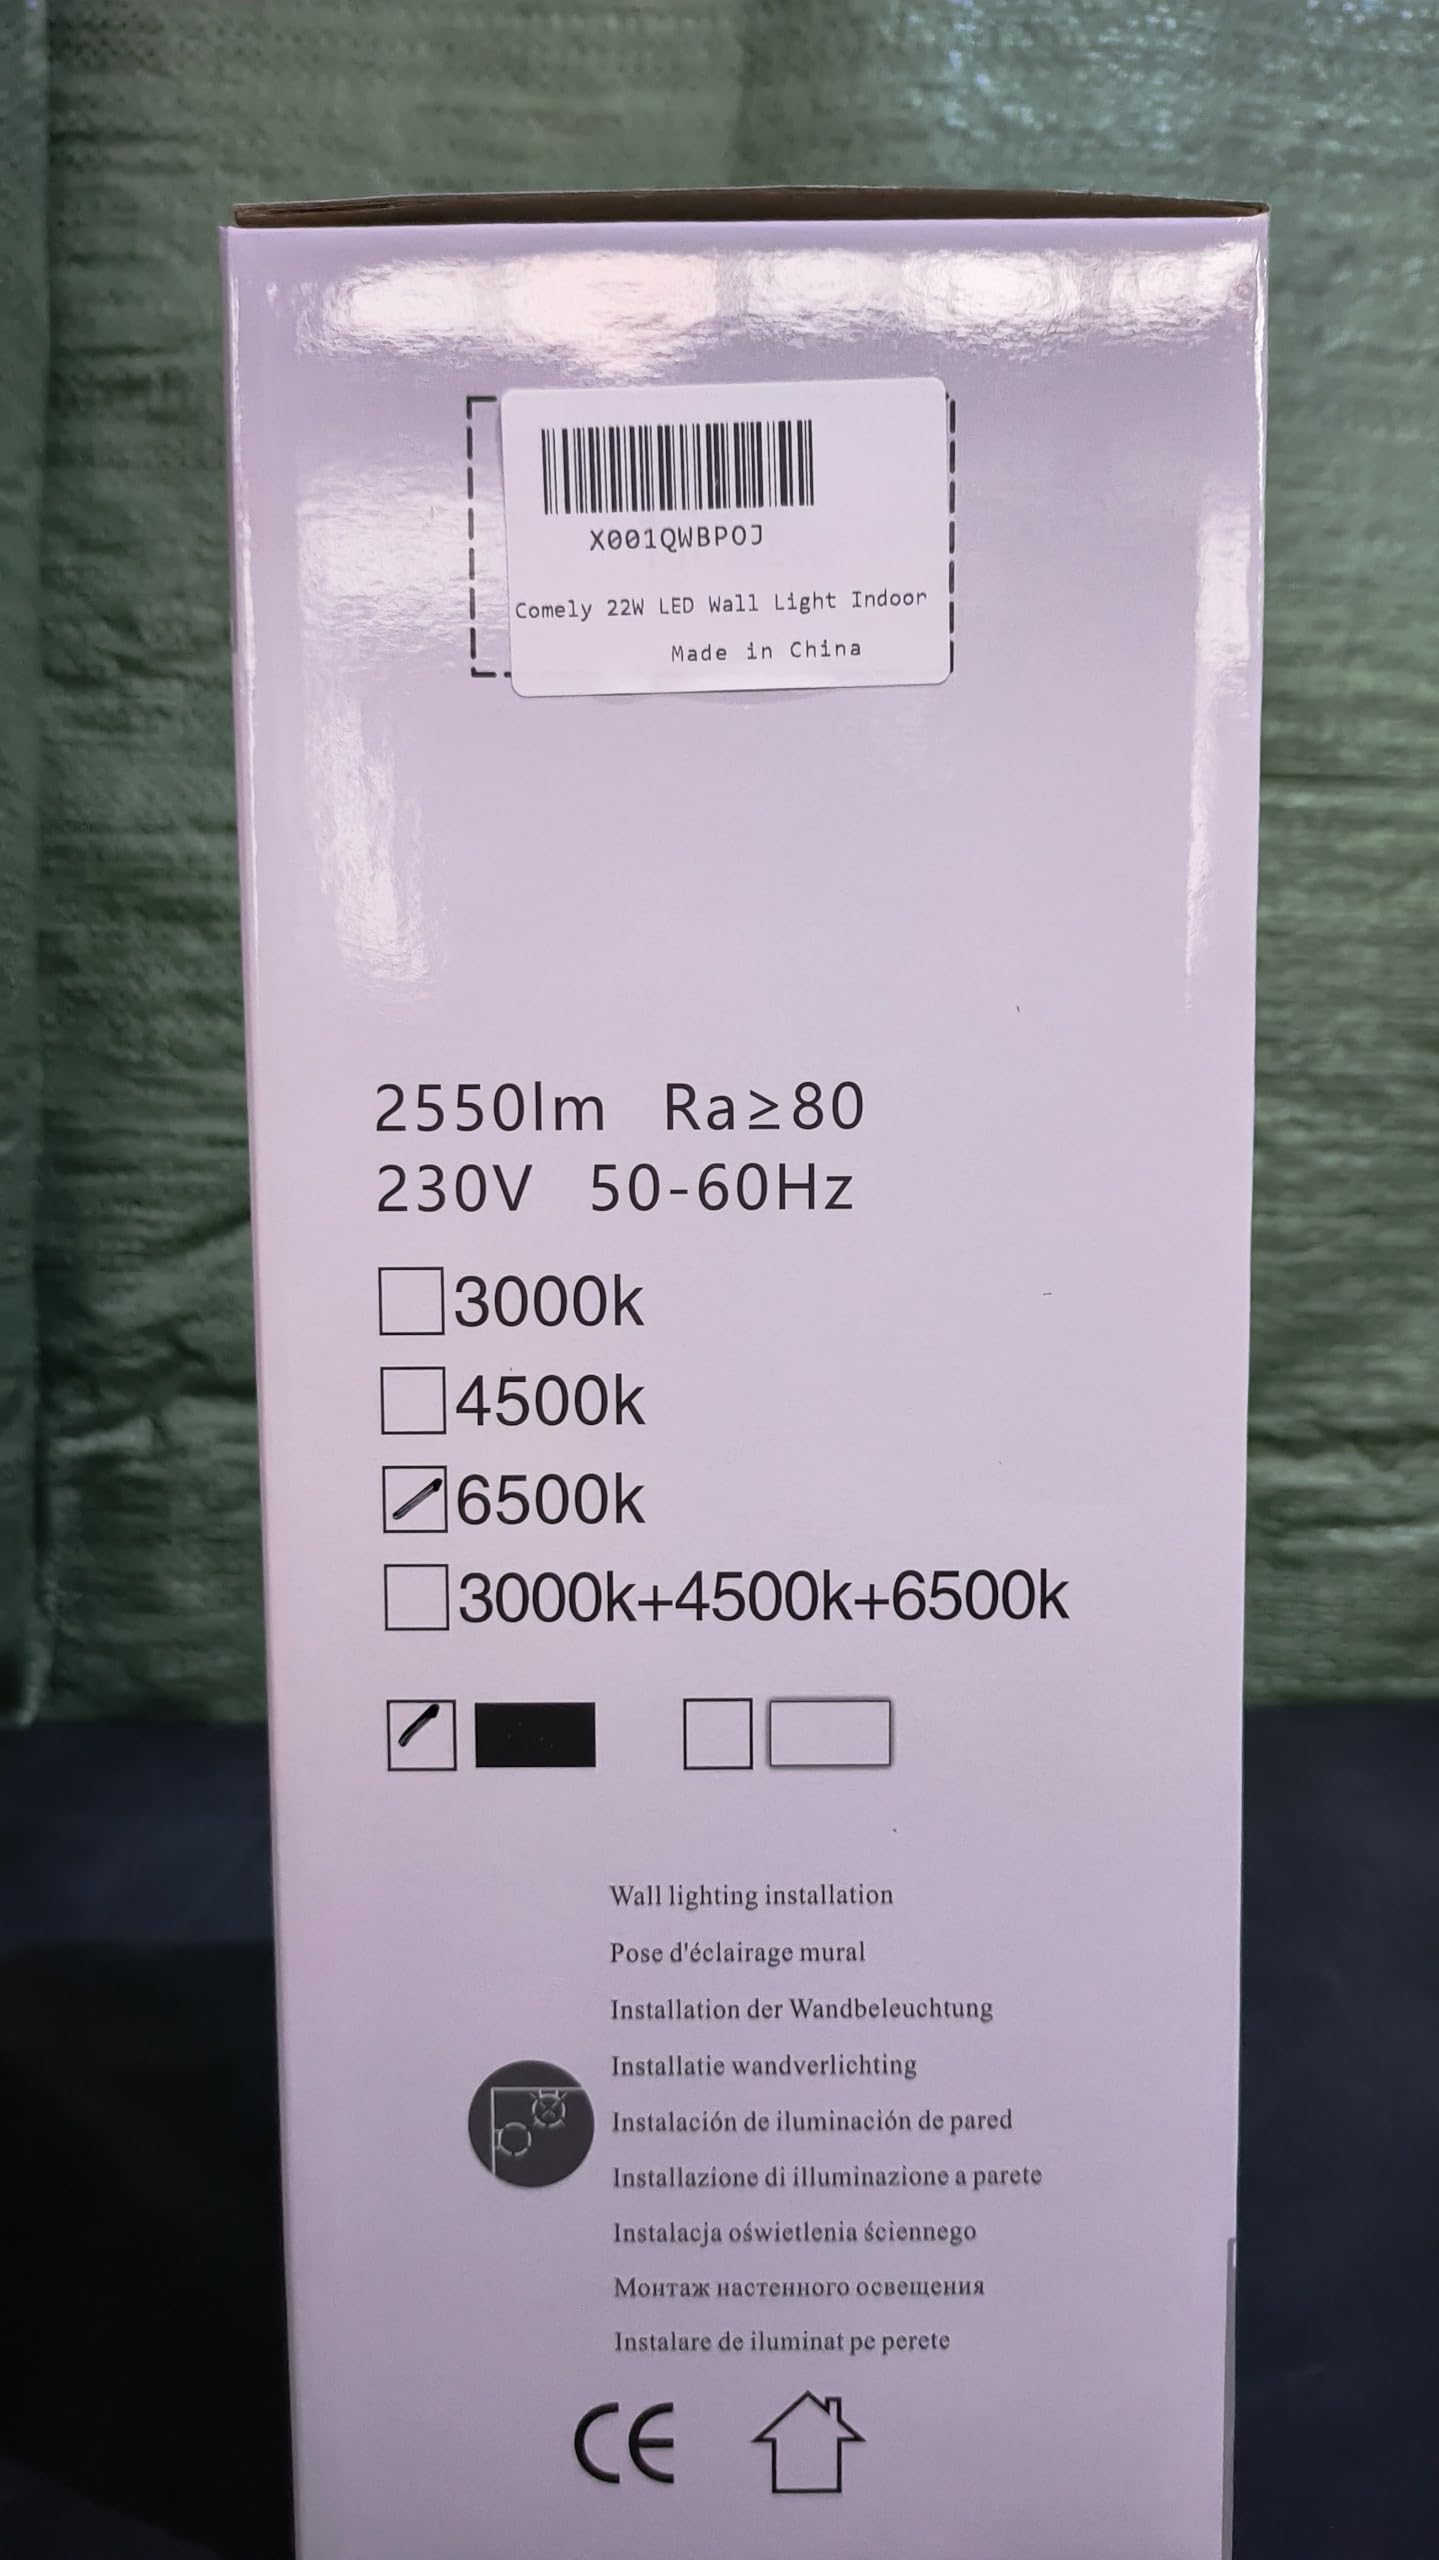 X001QWBPOJ
Comely 22W LED Wall Light Indoor
Made in China
2550lm Ra≥80
230V 50-60Hz
3000k
4500k
6500k
3000k+4500k+6500k
Wall lighting installation
Pose d'éclairage mural
Installation der Wandbeleuchtung
Installatie wandverlichting
Instalación de iluminación de pared
Installazione di illuminazione a parete
Instalacja oświetlenia ściennego
Монтаж настенного освещения
Instalare de iluminat pe perete
CE